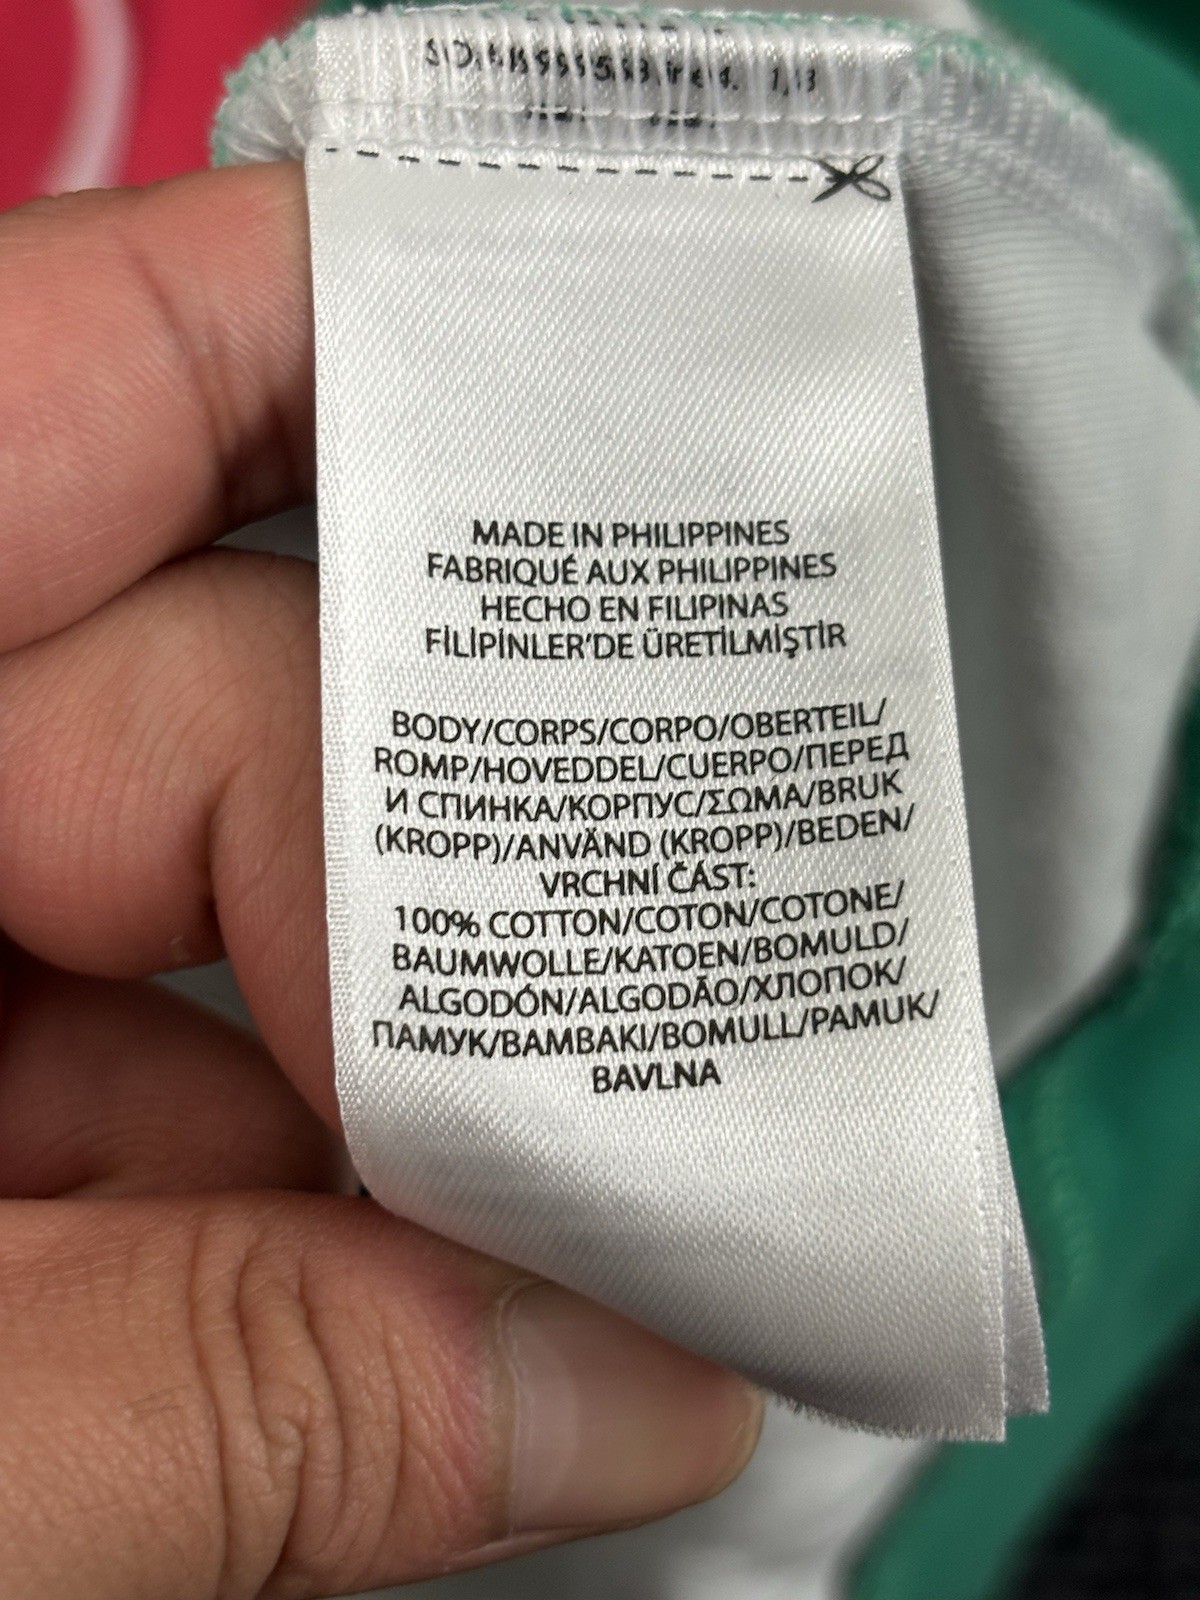 MADE IN PHILIPPINES
FABRIQUÉ AUX PHILIPPINES
HECHO EN FILIPINAS
FİLİPİNLER'DE ÜRETİLMİŞTİR
BODY/CORPS/CORPO/OBERTEIL/
ROMP/HOVEDDEL/CUERPO/ПЕРЕД
И СПИНКА/КОРПУС/ΣΩΜΑ/BRUK
(KROPP)/ANVÄND (KROPP)/BEDEN/
VRCHNÍ ČÁST:
100% COTTON/COTON/COTONE/
BAUMWOLLE/KATOEN/BOMULD/
ALGODÓN/ALGODÃO/ХЛОПОК/
ПАМУК/BAMBAKI/BOMULL/PAMUK/
BAVLNA